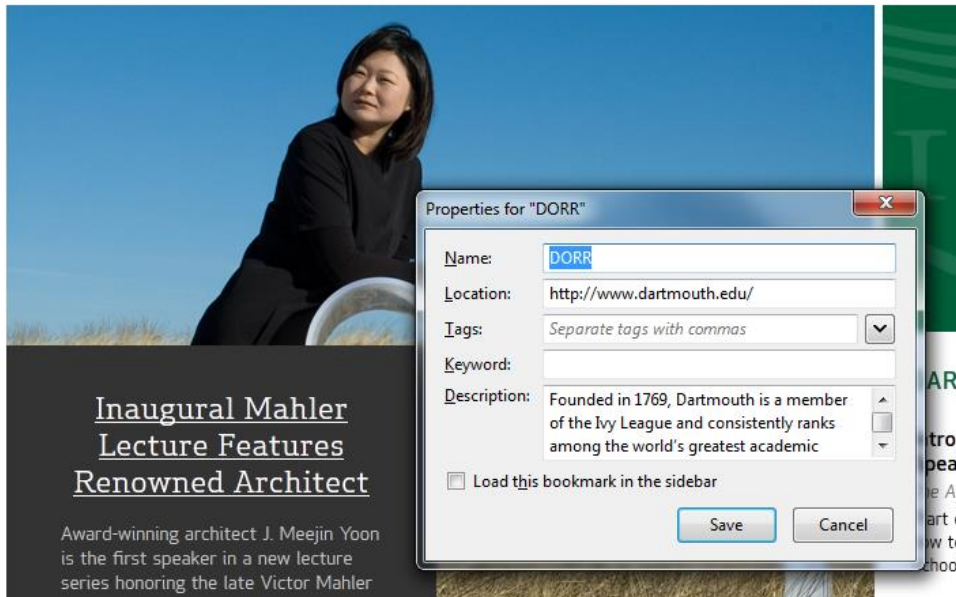 Properties for "DORR"
Name:
DORR
Location:
http://www.dartmouth.edu/
Tags:
Separate tags with commas
Keyword:
Description:
Founded in 1769, Dartmouth is a member
of the Ivy League and consistently ranks
among the world's greatest academic
Load this bookmark in the sidebar
Save
Cancel
Inaugural Mahler
Lecture Features
Renowned Architect
Award-winning architect J. Meejin Yoon
is the first speaker in a new lecture
series honoring the late Victor Mahler